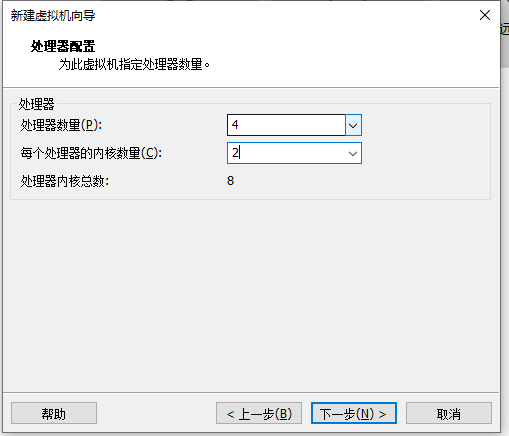 新建虚拟机向导
处理器配置
为此虚拟机指定处理器数量。
处理器
处理器数量(P): 4
每个处理器的内核数量(C): 2
处理器内核总数: 8
帮助 < 上一步(B) 下一步(N) > 取消